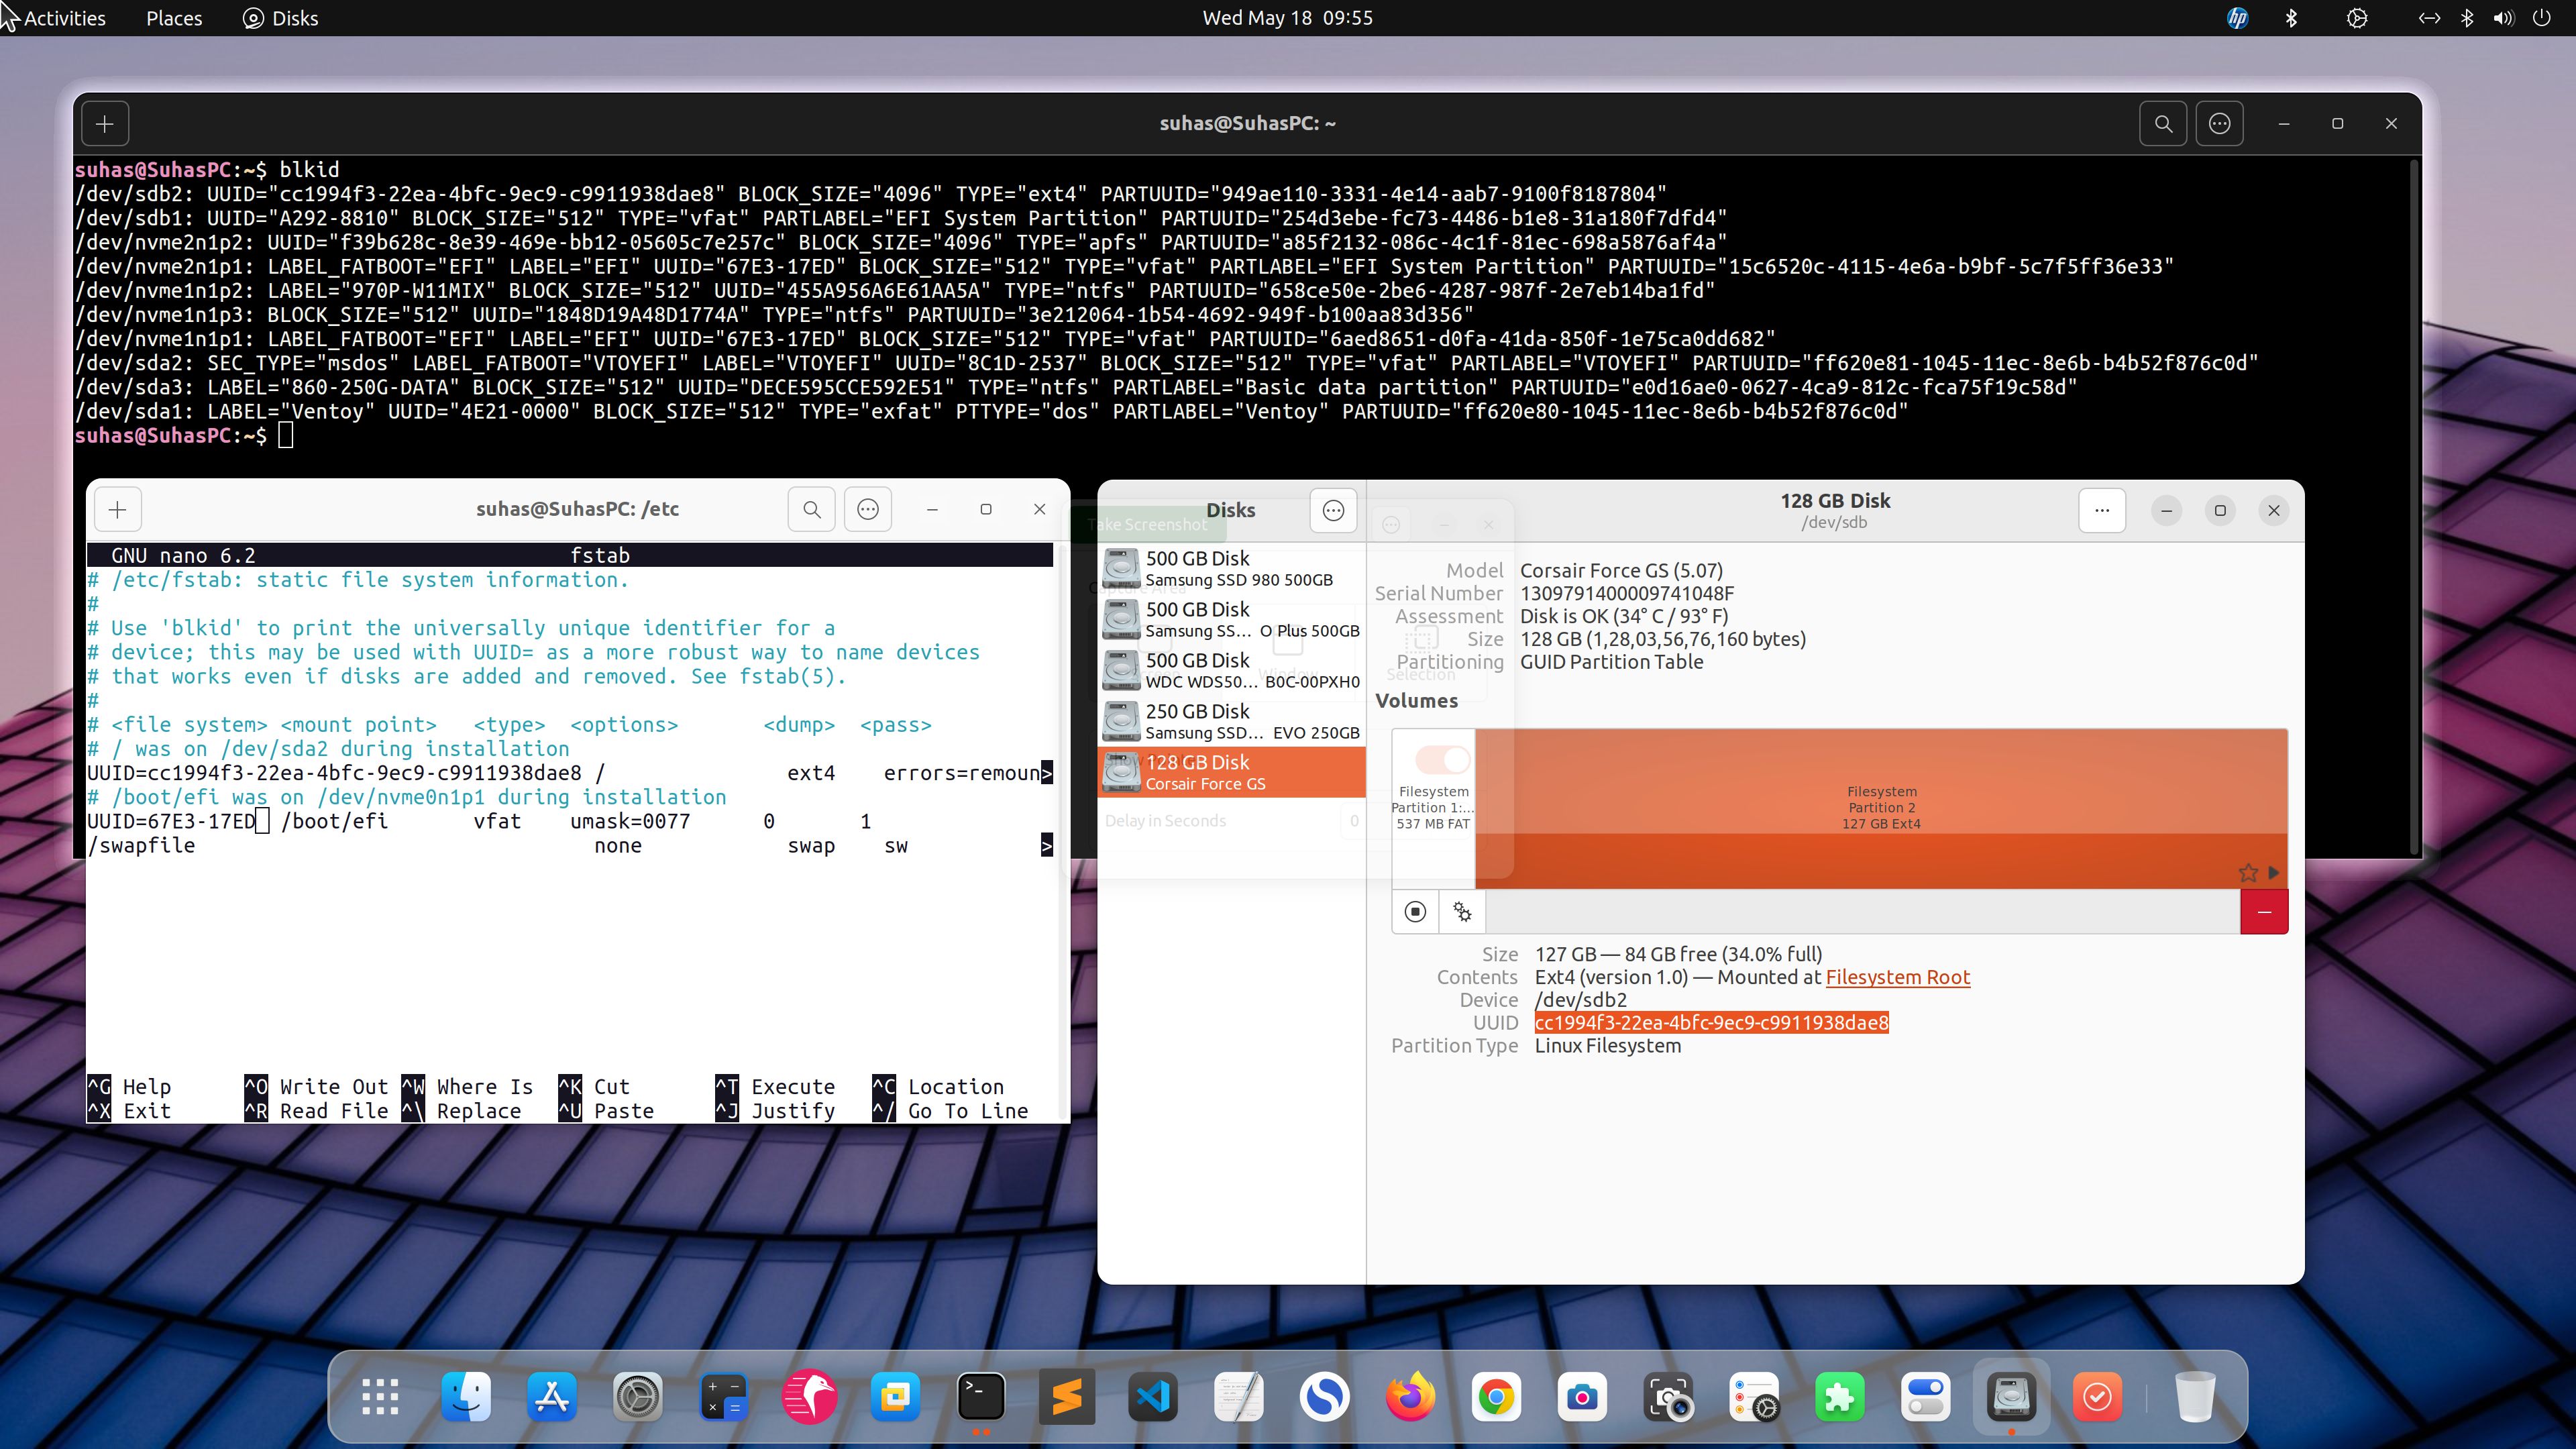 Activities Places Disks Wed May 18 09:55
suhas@SuhasPC: ~
suhas@SuhasPC:~$ blkid
/dev/sdb2: UUID="cc1994f3-22ea-4bfc-9ec9-c9911938dae8" BLOCK_SIZE="4096" TYPE="ext4" PARTUUID="949ae110-3331-4e14-aab7-9100f8187804"
/dev/sdb1: UUID="A292-8810" BLOCK_SIZE="512" TYPE="vfat" PARTLABEL="EFI System Partition" PARTUUID="254d3ebe-fc73-4486-b1e8-31a180f7dfd4"
/dev/nvme2n1p2: UUID="f39b628c-8e39-469e-bb12-05605c7e257c" BLOCK_SIZE="4096" TYPE="apfs" PARTUUID="a85f2132-086c-4c1f-81ec-698a5876af4a"
/dev/nvme2n1p1: LABEL_FATBOOT="EFI" LABEL="EFI" UUID="67E3-17ED" BLOCK_SIZE="512" TYPE="vfat" PARTLABEL="EFI System Partition" PARTUUID="15c6520c-4115-4e6a-b9bf-5c7f5ff36e33"
/dev/nvme1n1p2: LABEL="970P-W11MIX" BLOCK_SIZE="512" UUID="455A956A6E61AA5A" TYPE="ntfs" PARTUUID="658ce50e-2be6-4287-987f-2e7eb14ba1fd"
/dev/nvme1n1p3: BLOCK_SIZE="512" UUID="1848D19A48D1774A" TYPE="ntfs" PARTUUID="3e212064-1b54-4692-949f-b100aa83d356"
/dev/nvme1n1p1: LABEL_FATBOOT="EFI" LABEL="EFI" UUID="67E3-17ED" BLOCK_SIZE="512" TYPE="vfat" PARTUUID="6aed8651-d0fa-41da-850f-1e75ca0dd682"
/dev/sda2: SEC_TYPE="msdos" LABEL_FATBOOT="VTOYEFI" LABEL="VTOYEFI" UUID="8C1D-2537" BLOCK_SIZE="512" TYPE="vfat" PARTLABEL="VTOYEFI" PARTUUID="ff620e81-1045-11ec-8e6b-b4b52f876c0d"
/dev/sda3: LABEL="860-250G-DATA" BLOCK_SIZE="512" UUID="DECE595CCE592E51" TYPE="ntfs" PARTLABEL="Basic data partition" PARTUUID="e0d16ae0-0627-4ca9-812c-fca75f19c58d"
/dev/sda1: LABEL="Ventoy" UUID="4E21-0000" BLOCK_SIZE="512" TYPE="exfat" PTTYPE="dos" PARTLABEL="Ventoy" PARTUUID="ff620e80-1045-11ec-8e6b-b4b52f876c0d"
suhas@SuhasPC:~$
suhas@SuhasPC: /etc
GNU nano 6.2 fstab
# /etc/fstab: static file system information.
#
# Use 'blkid' to print the universally unique identifier for a
# device; this may be used with UUID= as a more robust way to name devices
# that works even if disks are added and removed. See fstab(5).
#
# <file system> <mount point> <type> <options> <dump> <pass>
# / was on /dev/sda2 during installation
UUID=cc1994f3-22ea-4bfc-9ec9-c9911938dae8 / ext4 errors=remoun>
# /boot/efi was on /dev/nvme0n1p1 during installation
UUID=67E3-17ED /boot/efi vfat umask=0077 0 1
/swapfile none swap sw >
^G Help ^O Write Out ^W Where Is ^K Cut ^T Execute ^C Location
^X Exit ^R Read File ^\ Replace ^U Paste ^J Justify ^/ Go To Line
Disks
Take Screenshot
Capture Area
Window
Selection
Delay in Seconds 0
500 GB Disk
Samsung SSD 980 500GB
500 GB Disk
Samsung SS... O Plus 500GB
500 GB Disk
WDC WDS50... B0C-00PXH0
250 GB Disk
Samsung SSD... EVO 250GB
128 GB Disk
Corsair Force GS
128 GB Disk
/dev/sdb
Model Corsair Force GS (5.07)
Serial Number 1309791400009741048F
Assessment Disk is OK (34° C / 93° F)
Size 128 GB (1,28,03,56,76,160 bytes)
Partitioning GUID Partition Table
Volumes
Filesystem
Partition 1:...
537 MB FAT
Filesystem
Partition 2
127 GB Ext4
Size 127 GB — 84 GB free (34.0% full)
Contents Ext4 (version 1.0) — Mounted at Filesystem Root
Device /dev/sdb2
UUID cc1994f3-22ea-4bfc-9ec9-c9911938dae8
Partition Type Linux Filesystem